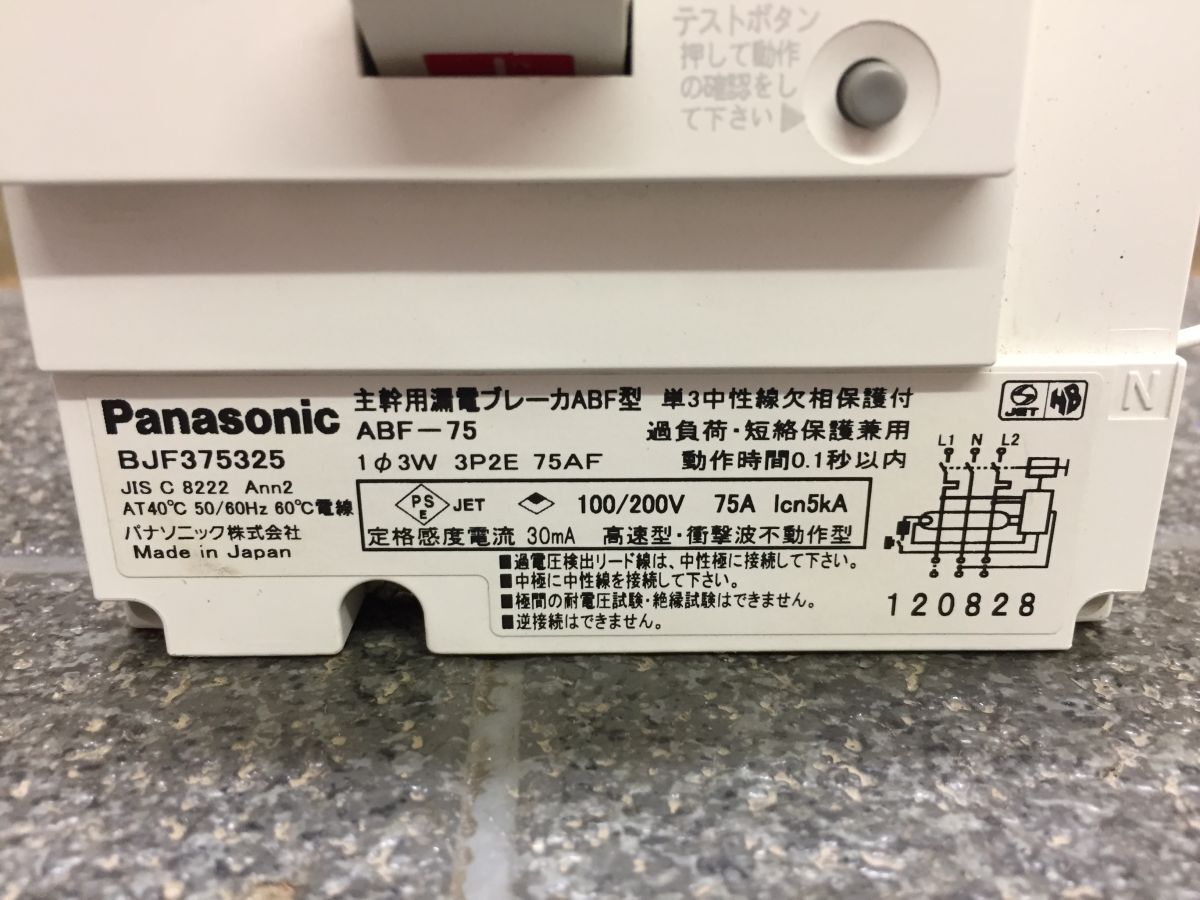 テストボタン
押して動作
の確認をし
て下さい▶
Panasonic
BJF375325
JIS C 8222 Ann2
AT40℃ 50/60Hz 60℃電線
パナソニック株式会社
Made in Japan
主幹用漏電ブレーカABF型 単3中性線欠相保護付
ABF-75 過負荷・短絡保護兼用
1φ3W 3P2E 75AF 動作時間0.1秒以内
PS E JET 100/200V 75A Icn5kA
定格感度電流 30mA 高速型・衝撃波不動作型
■過電圧検出リード線は、中性極に接続して下さい。
■中極に中性線を接続して下さい。
■極間の耐電圧試験・絶縁試験はできません。
■逆接続はできません。
JET HB
N
L1 N L2
120828